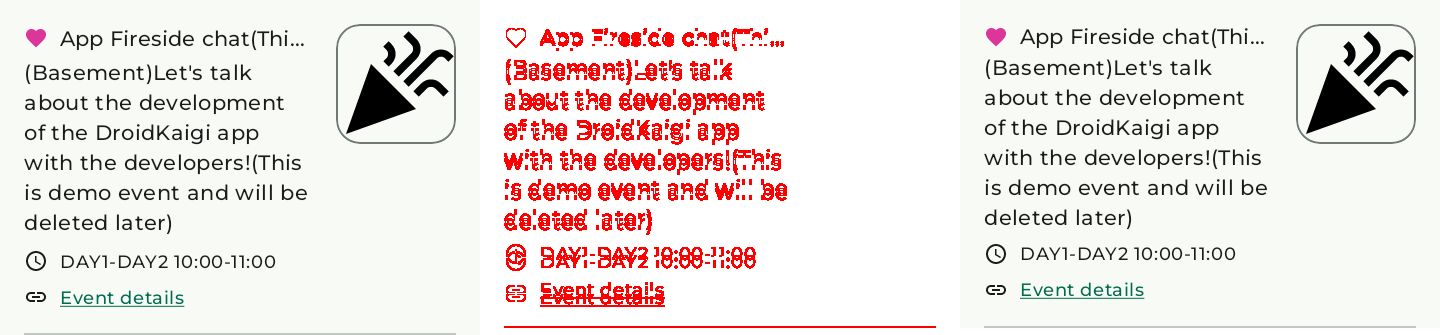 App Fireside chat(Thi...
(Basement)Let's talk
about the development
of the DroidKaigi app
with the developers!(This
is demo event and will be
deleted later)
DAY1-DAY2 10:00-11:00
Event details
App Fireside chat(Thi...
(Basement)Let's talk
about the development
of the DroidKaigi app
with the developers!(This
is demo event and will be
deleted later)
DAY1-DAY2 10:00-11:00
Event details
App Fireside chat(Thi...
(Basement)Let's talk
about the development
of the DroidKaigi app
with the developers!(This
is demo event and will be
deleted later)
DAY1-DAY2 10:00-11:00
Event details